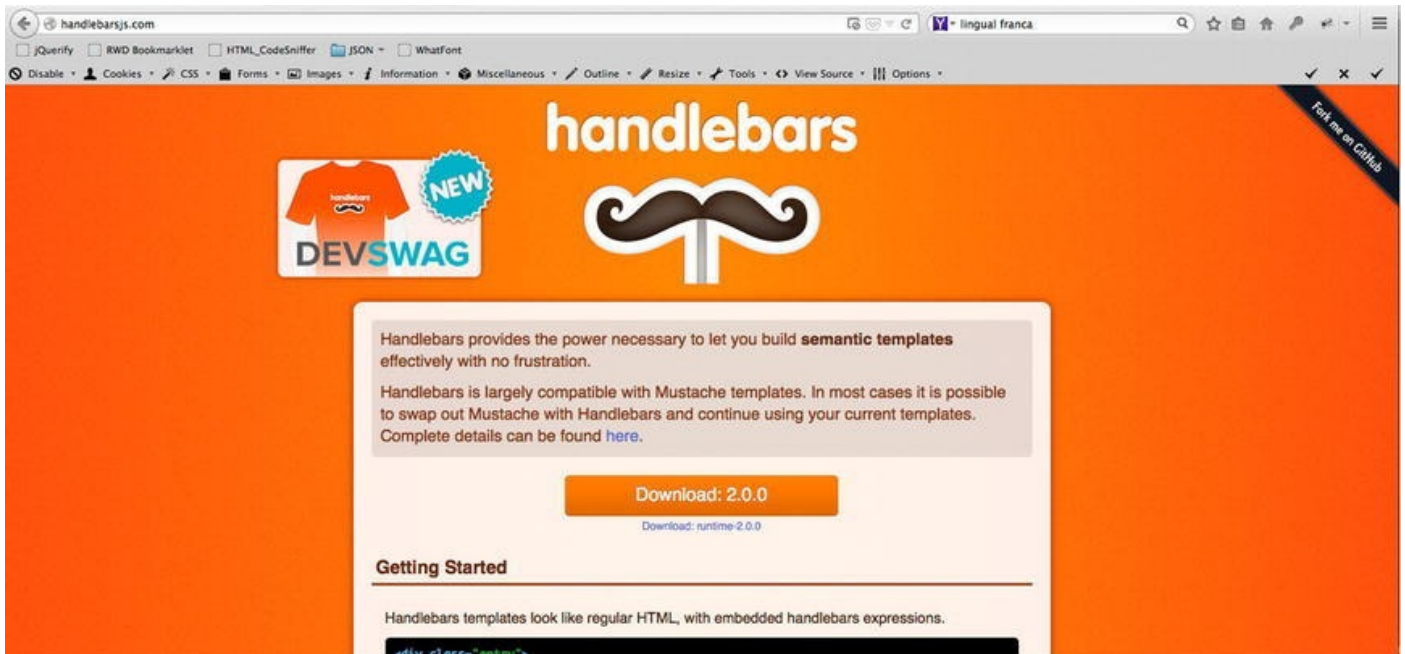 handlebarsjs.com
lingual franca
jQuerify RWD Bookmarklet HTML_CodeSniffer JSON WhatFont
Disable Cookies CSS Forms Images Information Miscellaneous Outline Resize Tools View Source Options
Fork me on GitHub
handlebars
handlebars
NEW
DEVSWAG
Handlebars provides the power necessary to let you build semantic templates
effectively with no frustration.
Handlebars is largely compatible with Mustache templates. In most cases it is possible
to swap out Mustache with Handlebars and continue using your current templates.
Complete details can be found here.
Download: 2.0.0
Download: runtime-2.0.0
Getting Started
Handlebars templates look like regular HTML, with embedded handlebars expressions.
<div class="entry">